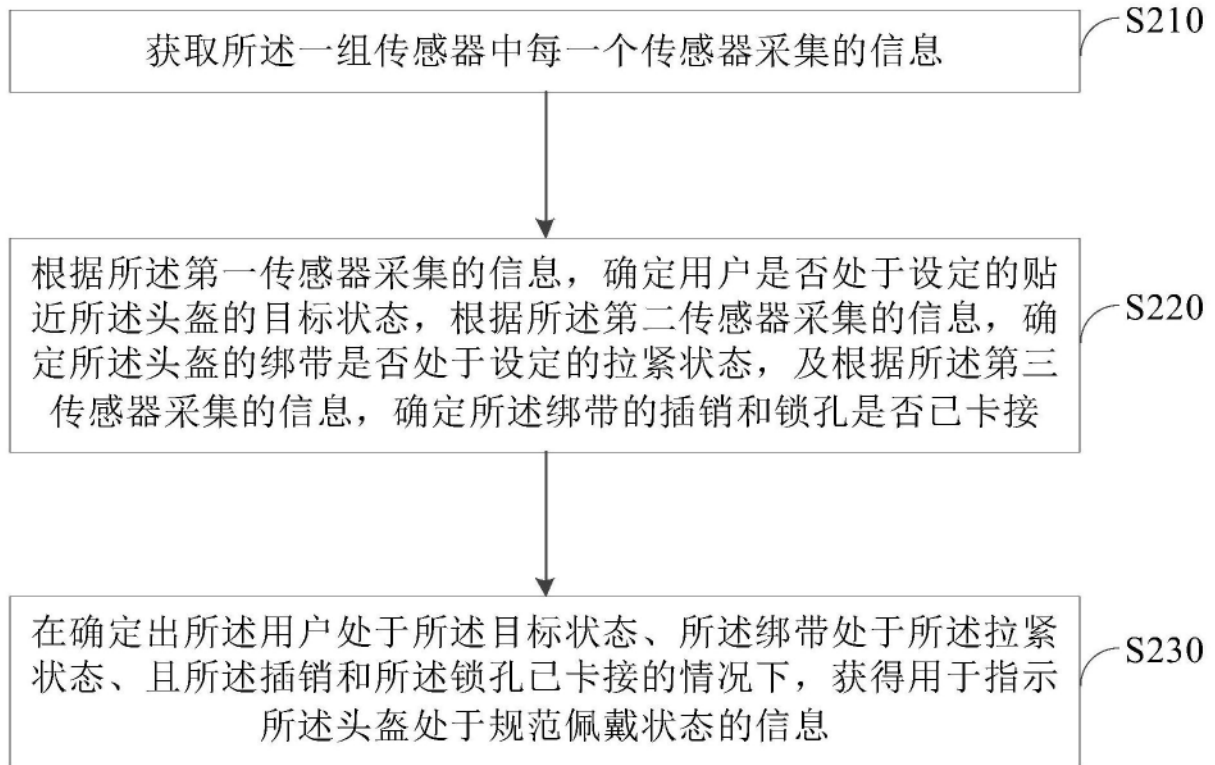 获取所述一组传感器中每一个传感器采集的信息
S210
根据所述第一传感器采集的信息，确定用户是否处于设定的贴
近所述头盔的目标状态，根据所述第二传感器采集的信息，确
定所述头盔的绑带是否处于设定的拉紧状态，及根据所述第三
传感器采集的信息，确定所述绑带的插销和锁孔是否已卡接
S220
在确定出所述用户处于所述目标状态、所述绑带处于所述拉紧
状态、且所述插销和所述锁孔已卡接的情况下，获得用于指示
所述头盔处于规范佩戴状态的信息
S230